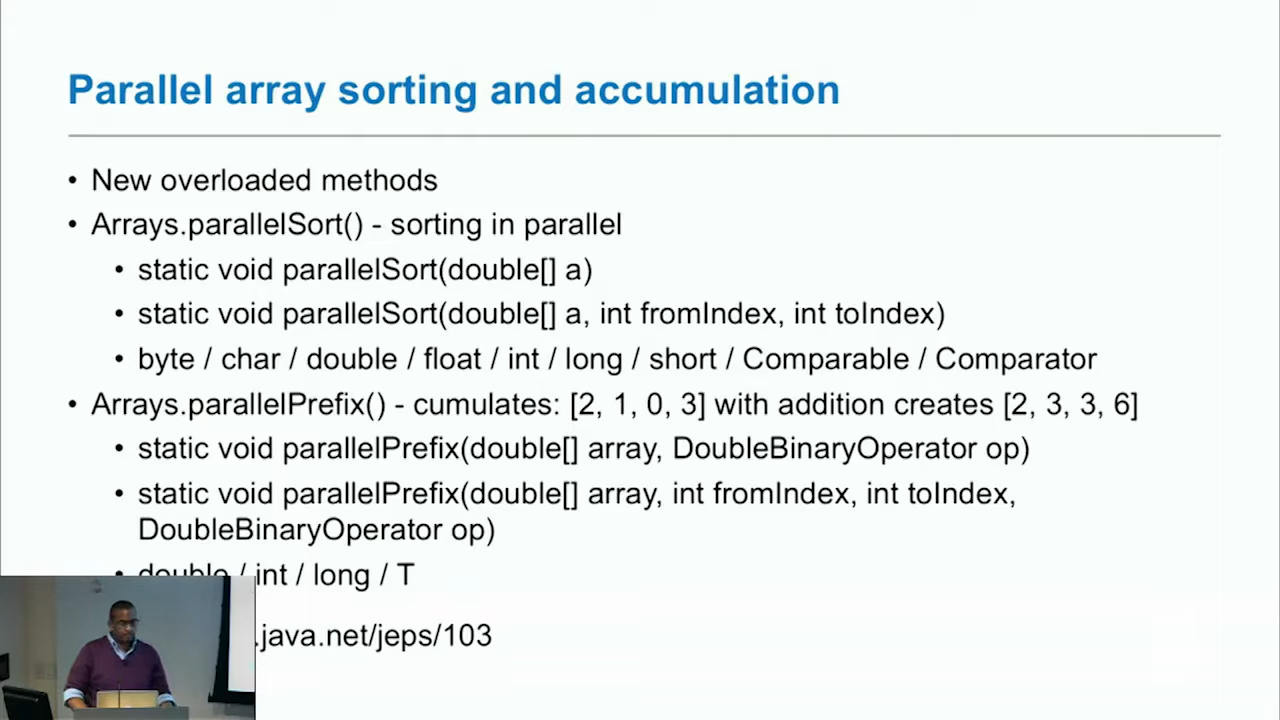 Parallel array sorting and accumulation
• New overloaded methods
• Arrays.parallelSort() - sorting in parallel
• static void parallelSort(double[] a)
• static void parallelSort(double[] a, int fromIndex, int toIndex)
• byte / char / double / float / int / long / short / Comparable / Comparator
• Arrays.parallelPrefix() - cumulates: [2, 1, 0, 3] with addition creates [2, 3, 3, 6]
• static void parallelPrefix(double[] array, DoubleBinaryOperator op)
• static void parallelPrefix(double[] array, int fromIndex, int toIndex,
DoubleBinaryOperator op)
• double / int / long / T
.java.net/jeps/103